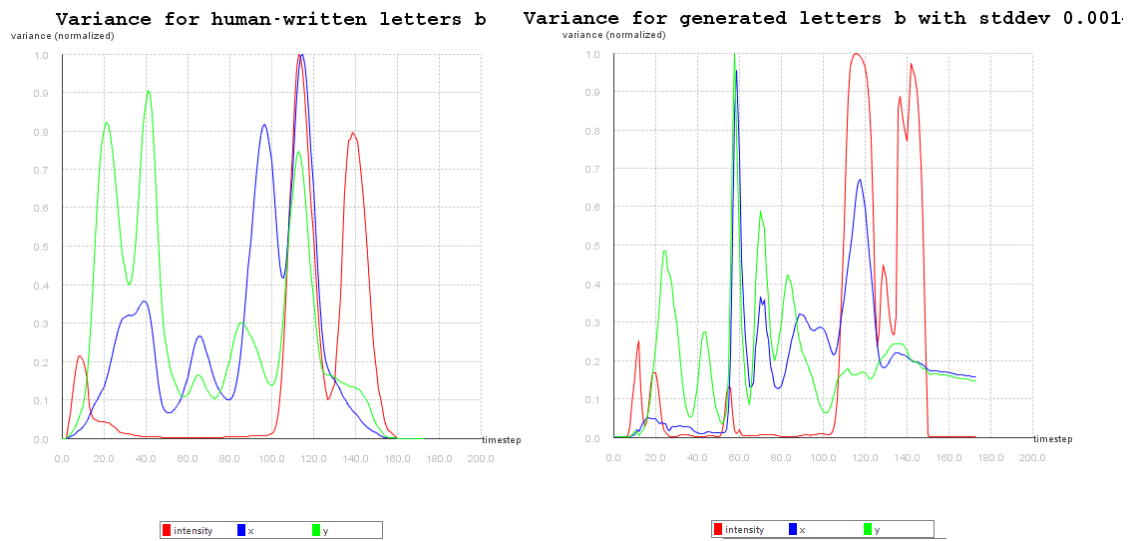 Variance for human-written letters b
variance (normalized)
1.0
0.9
0.8
0.7
0.6
0.5
0.4
0.3
0.2
0.1
0.0
timestep
0.0 20.0 40.0 60.0 80.0 100.0 120.0 140.0 160.0 180.0 200.0
intensity x y
Variance for generated letters b with stddev 0.001
variance (normalized)
1.0
0.9
0.8
0.7
0.6
0.5
0.4
0.3
0.2
0.1
0.0
timestep
0.0 20.0 40.0 60.0 80.0 100.0 120.0 140.0 160.0 180.0 200.0
intensity x y